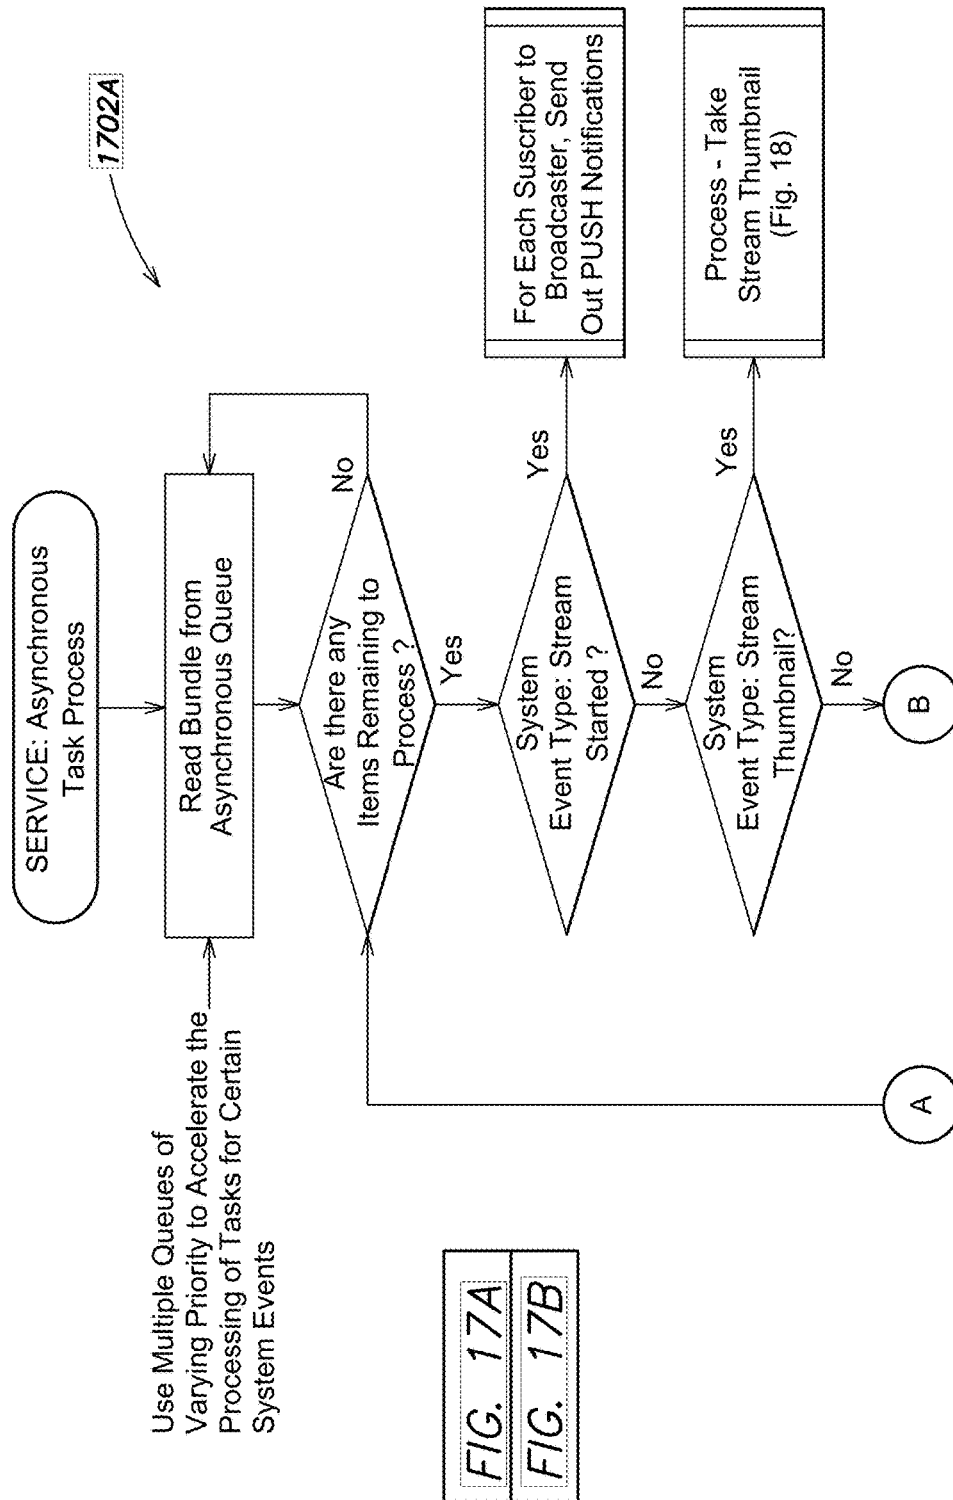 1702A
SERVICE: Asynchronous
Task Process
Use Multiple Queues of
Varying Priority to Accelerate the
Processing of Tasks for Certain
System Events
Read Bundle from
Asynchronous Queue
Are there any
Items Remaining to
Process ?
No
Yes
System
Event Type: Stream
Started ?
Yes
For Each Suscriber to
Broadcaster, Send
Out PUSH Notifications
No
System
Event Type: Stream
Thumbnail?
Yes
Process - Take
Stream Thumbnail
(Fig. 18)
No
A
B
FIG. 17A
FIG. 17B